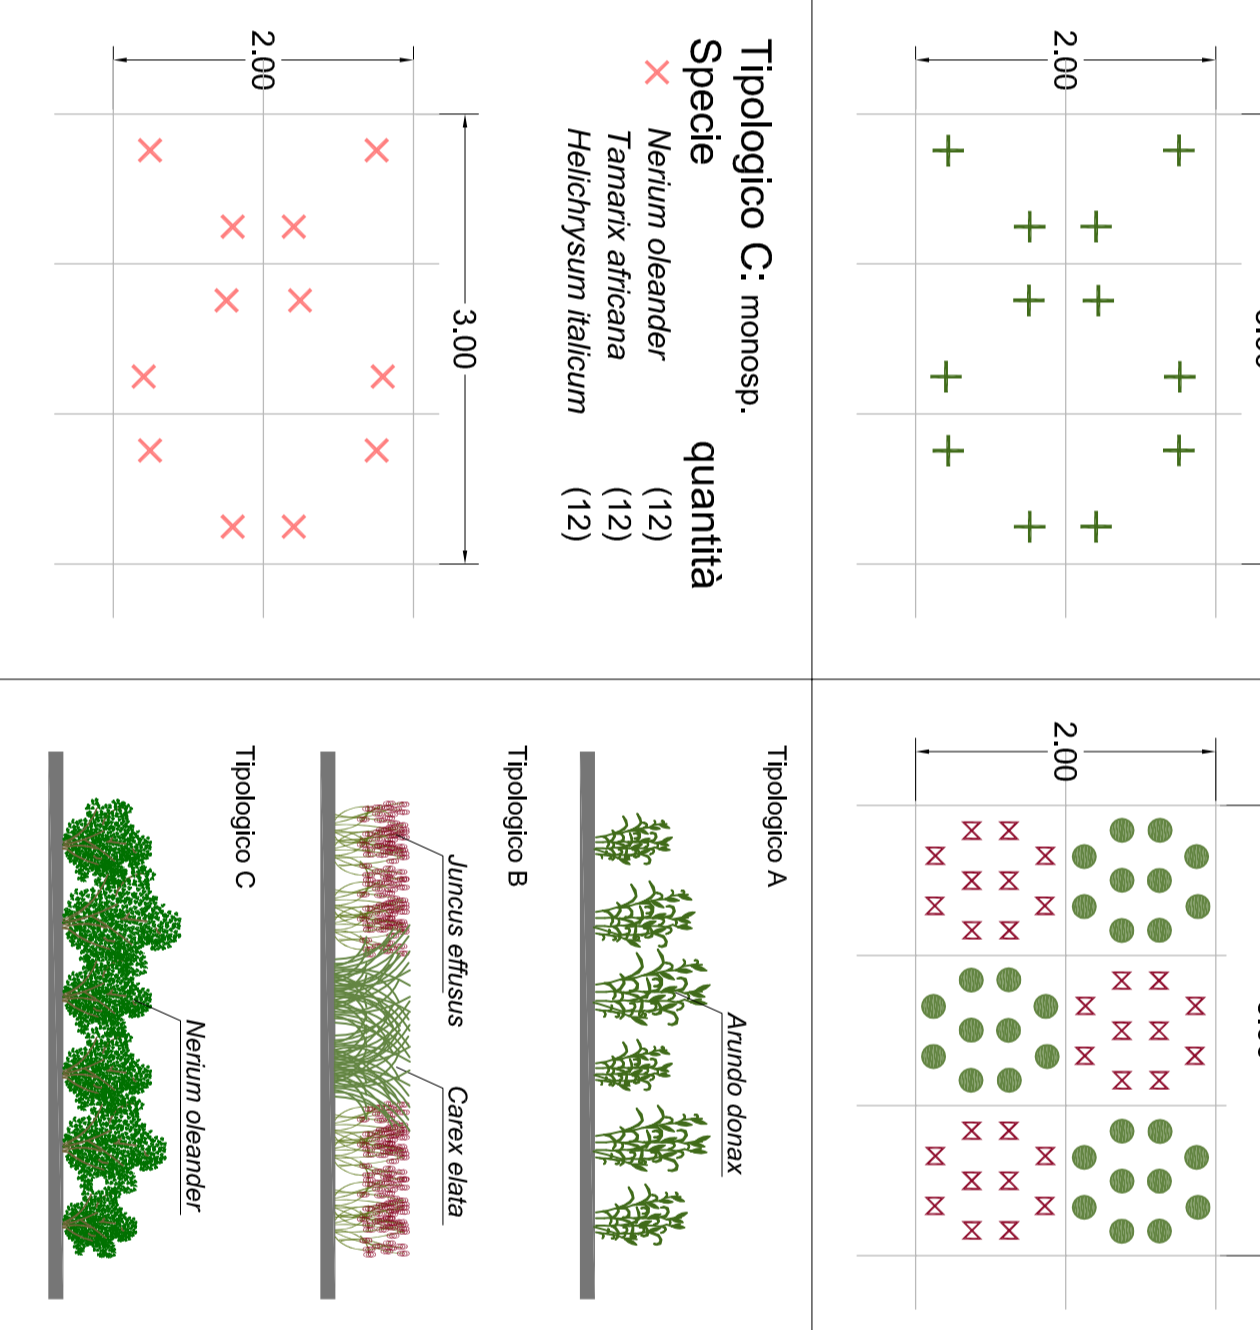 2.00
Tipologico C: monosp.
Specie quantità
Nerium oleander (12)
Tamarix africana (12)
Helichrysum italicum (12)
3.00
2.00
2.00
Tipologico A
Arundo donax
Tipologico B
Juncus effusus
Carex elata
Tipologico C
Nerium oleander